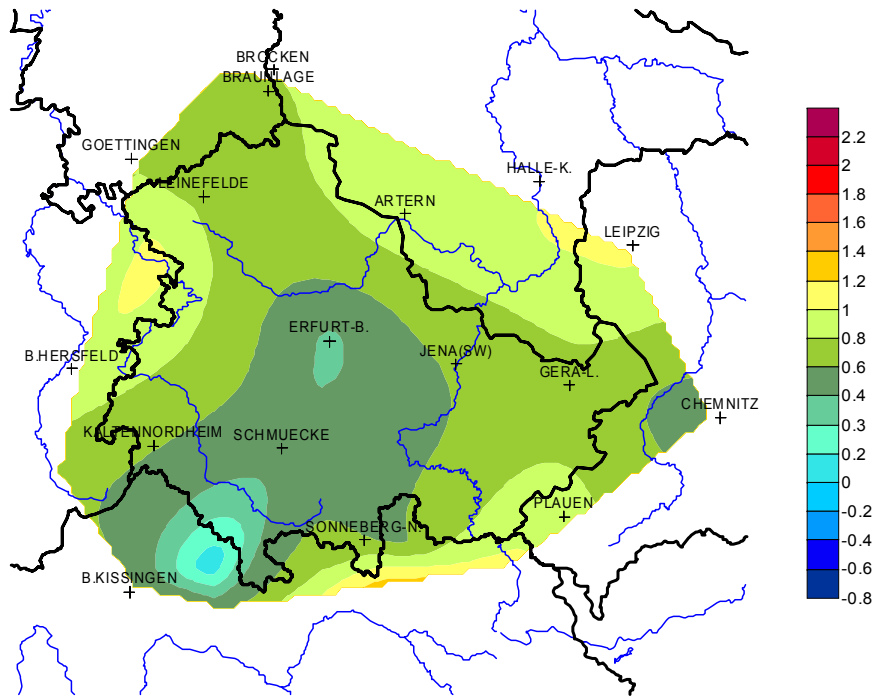 BROCKEN
BRAUNLAGE
GOETTINGEN
HALLE-K.
LEINEFELDE
ARTERN
LEIPZIG
ERFURT-B.
JENA(SW)
B.HERSFELD
GERA-L.
CHEMNITZ
KALTENNORDHEIM
SCHMUECKE
PLAUEN
SONNEBERG-N.
B.KISSINGEN
2.2
2
1.8
1.6
1.4
1.2
1
0.8
0.6
0.4
0.3
0.2
0
-0.2
-0.4
-0.6
-0.8